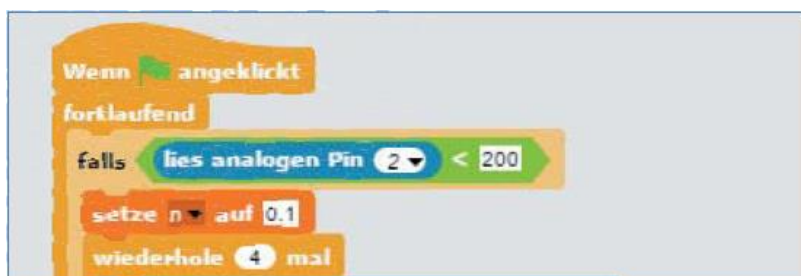 Wenn angeklickt
fortlaufend
falls lies analogen Pin 2 < 200
setze n auf 0.1
wiederhole 4 mal